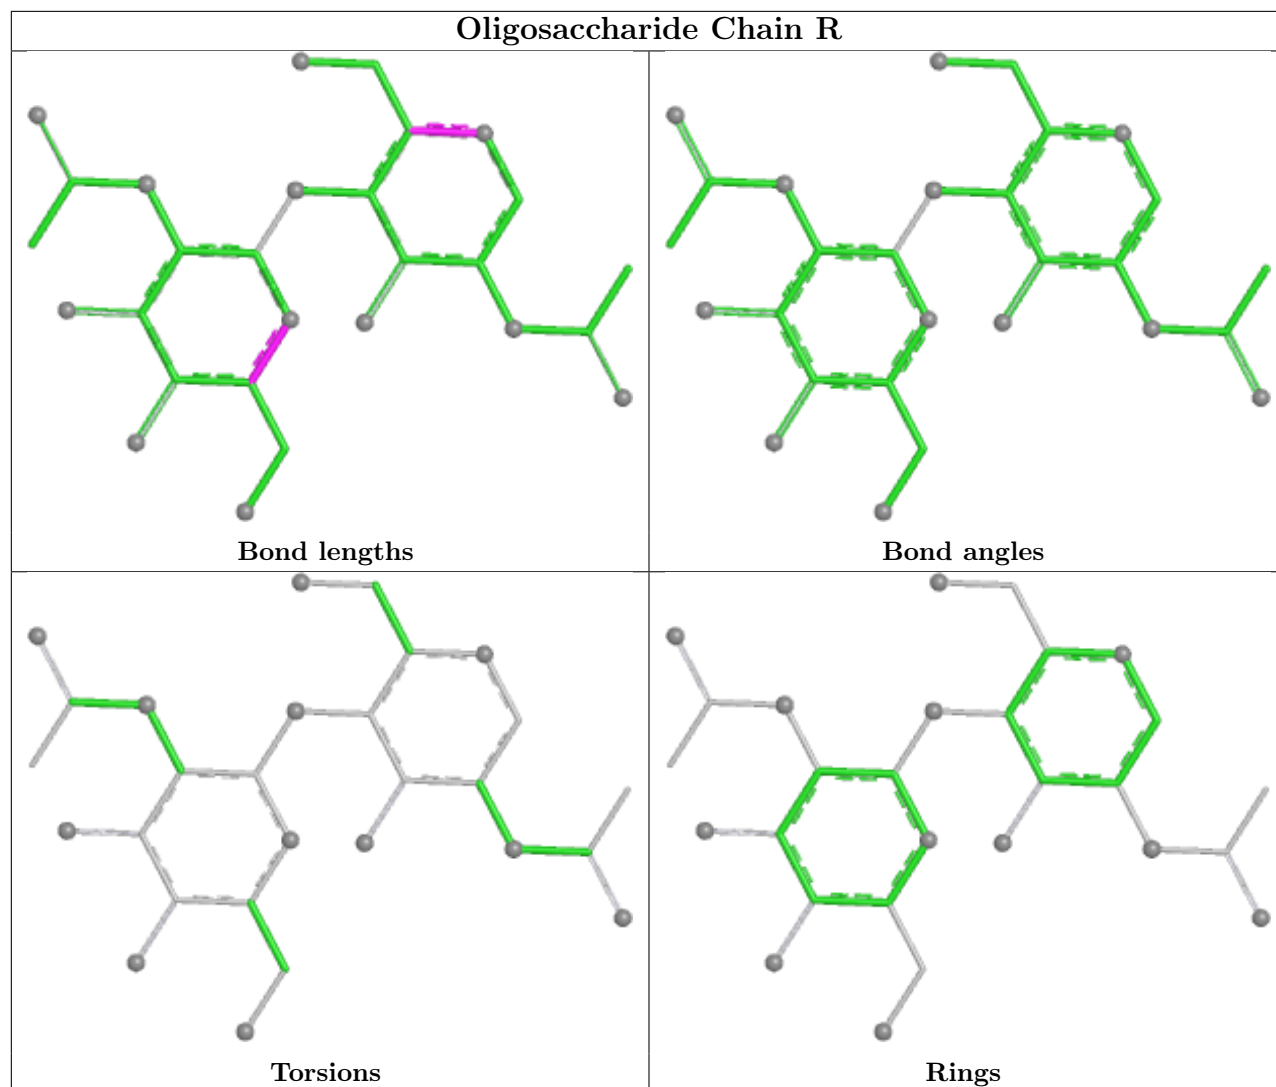 Oligosaccharide Chain R
Bond lengths
Bond angles
Torsions
Rings